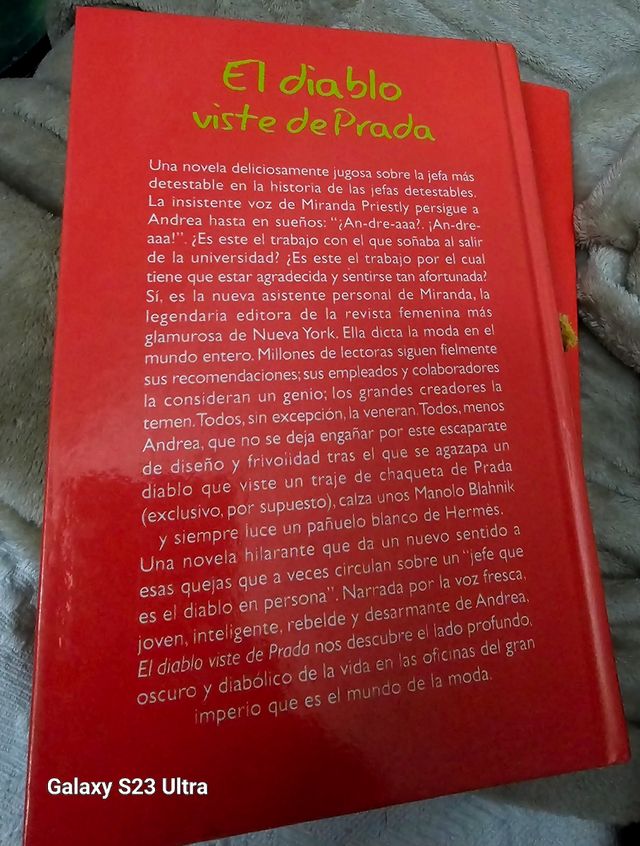 El diablo
viste de Prada
Una novela deliciosamente jugosa sobre la jefa más
detestable en la historia de las jefas detestables.
La insistente voz de Miranda Priestly persigue a
Andrea hasta en sueños: "¿An-dre-aaa?. ¡An-dre-
aaa!". ¿Es este el trabajo con el que soñaba al salir
de la universidad? ¿Es este el trabajo por el cual
tiene que estar agradecida y sentirse tan afortunada?
Sí, es la nueva asistente personal de Miranda, la
legendaria editora de la revista femenina más
glamurosa de Nueva York. Ella dicta la moda en el
mundo entero. Millones de lectoras siguen fielmente
sus recomendaciones; sus empleados y colaboradores
la consideran un genio; los grandes creadores la
temen. Todos, sin excepción, la veneran. Todos, menos
Andrea, que no se deja engañar por este escaparate
de diseño y frivolidad tras el que se agazapa un
diablo que viste un traje de chaqueta de Prada
(exclusivo, por supuesto), calza unos Manolo Blahnik
y siempre luce un pañuelo blanco de Hermès.
Una novela hilarante que da un nuevo sentido a
esas quejas que a veces circulan sobre un "jefe que
es el diablo en persona". Narrada por la voz fresca,
joven, inteligente, rebelde y desarmante de Andrea,
El diablo viste de Prada nos descubre el lado profundo,
oscuro y diabólico de la vida en las oficinas del gran
imperio que es el mundo de la moda.
Galaxy S23 Ultra